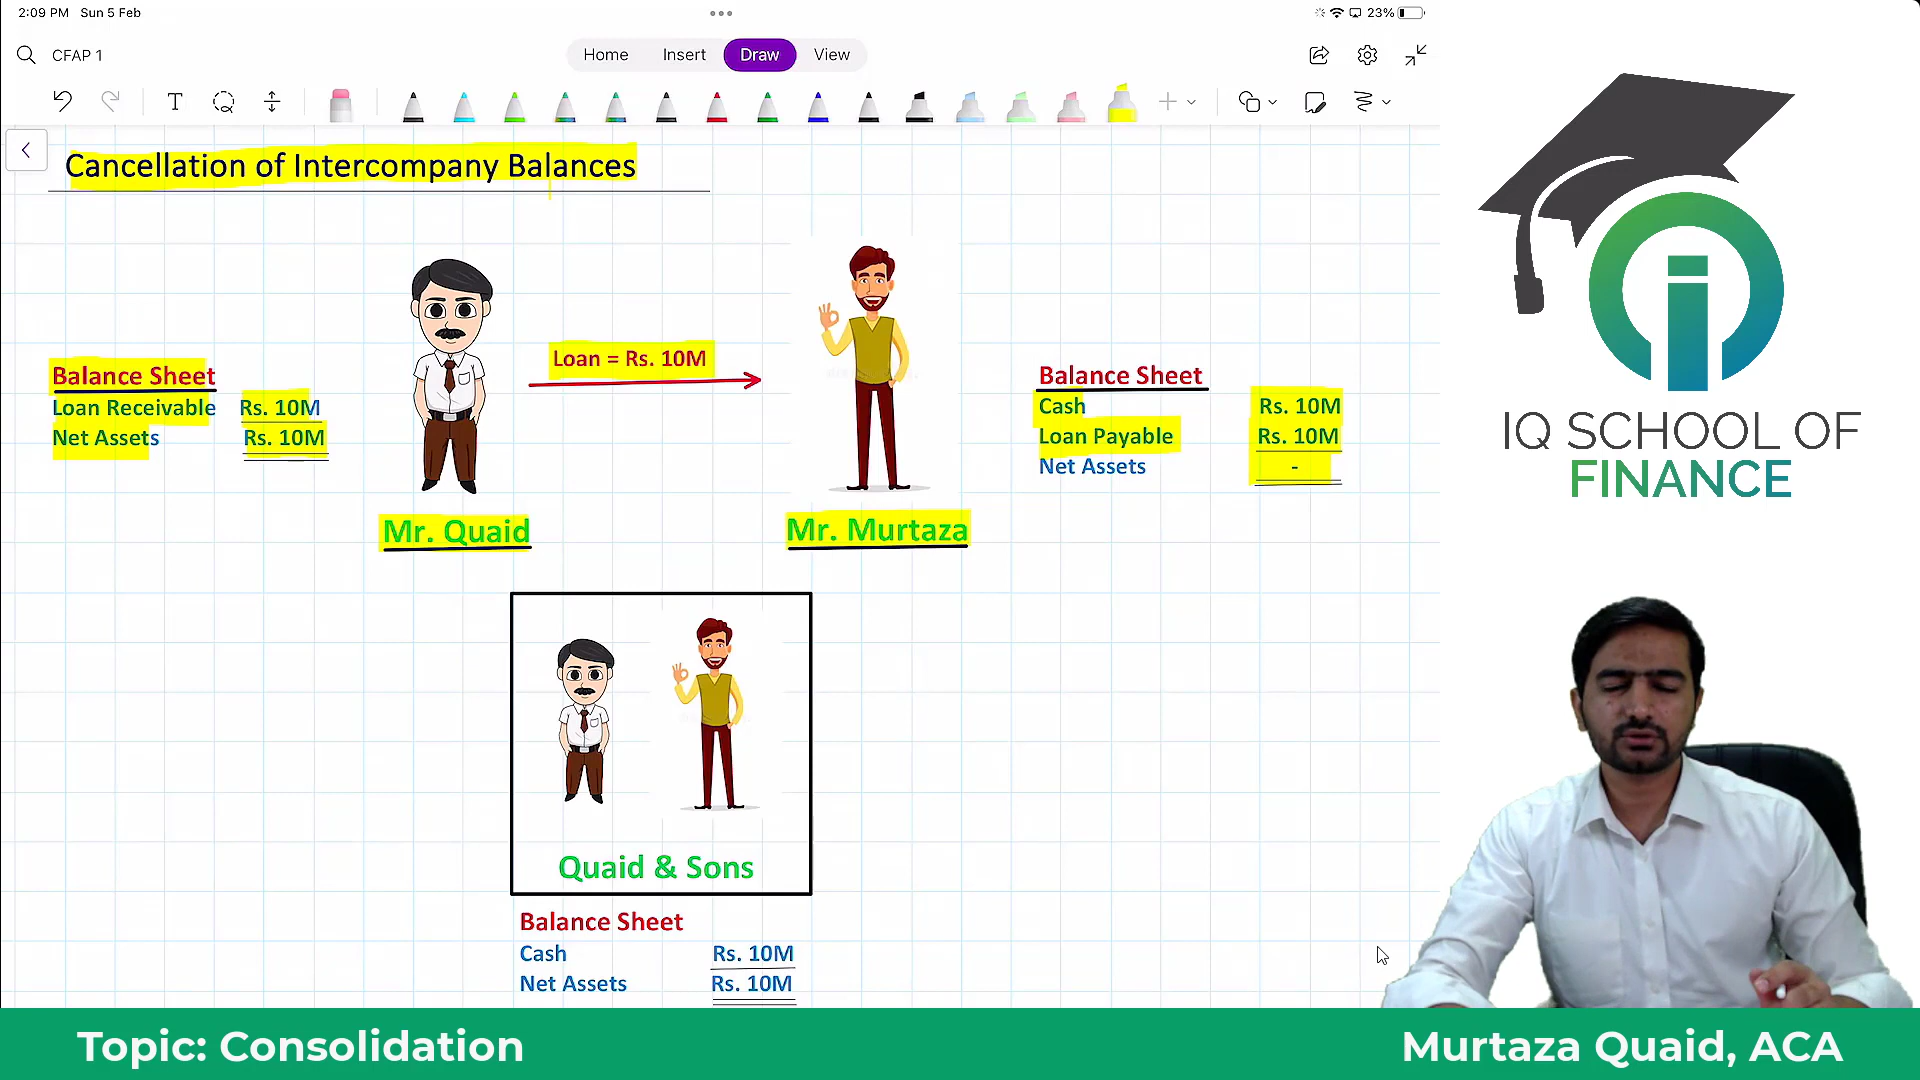 2:09 PM Sun 5 Feb
23%
CFAP 1
Home Insert Draw View
T
Cancellation of Intercompany Balances
Loan = Rs. 10M
Balance Sheet
Loan Receivable Rs. 10M
Net Assets Rs. 10M
Balance Sheet
Cash Rs. 10M
Loan Payable Rs. 10M
Net Assets -
Mr. Quaid
Mr. Murtaza
Quaid & Sons
Balance Sheet
Cash Rs. 10M
Net Assets Rs. 10M
IQ SCHOOL OF
FINANCE
Topic: Consolidation
Murtaza Quaid, ACA